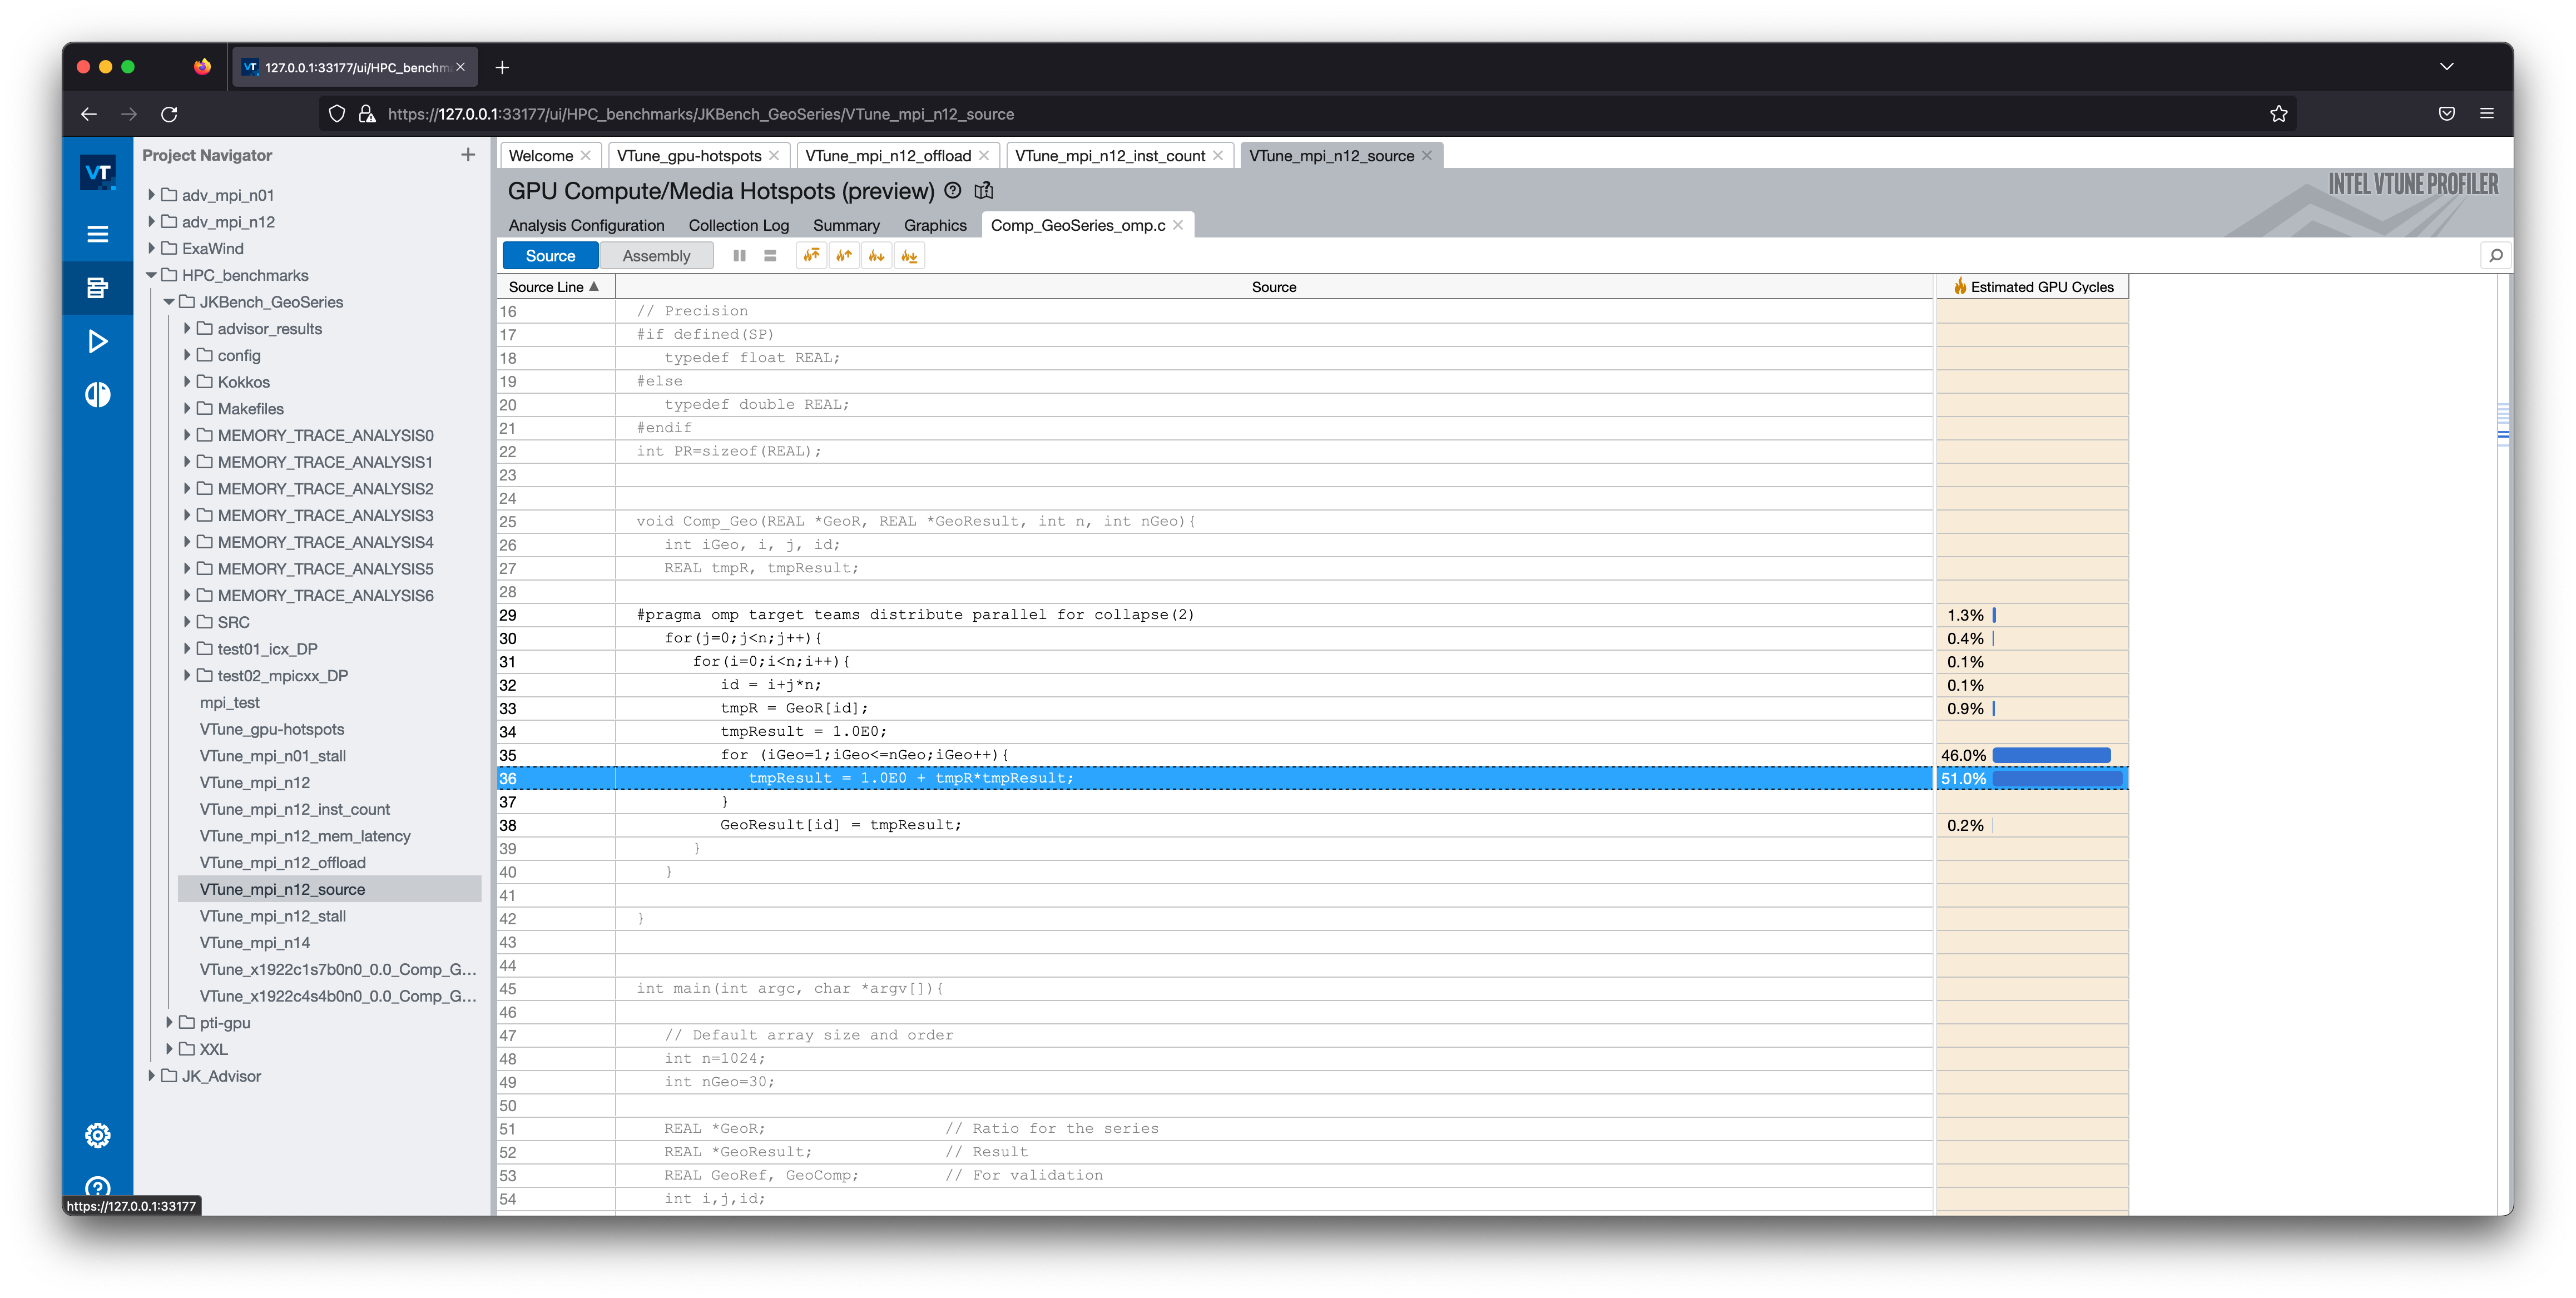 VT 127.0.0.1:33177/ui/HPC_benchm
https://127.0.0.1:33177/ui/HPC_benchmarks/JKBench_GeoSeries/VTune_mpi_n12_source
VT
Project Navigator
adv_mpi_n01
adv_mpi_n12
ExaWind
HPC_benchmarks
JKBench_GeoSeries
advisor_results
config
Kokkos
Makefiles
MEMORY_TRACE_ANALYSIS0
MEMORY_TRACE_ANALYSIS1
MEMORY_TRACE_ANALYSIS2
MEMORY_TRACE_ANALYSIS3
MEMORY_TRACE_ANALYSIS4
MEMORY_TRACE_ANALYSIS5
MEMORY_TRACE_ANALYSIS6
SRC
test01_icx_DP
test02_mpicxx_DP
mpi_test
VTune_gpu-hotspots
VTune_mpi_n01_stall
VTune_mpi_n12
VTune_mpi_n12_inst_count
VTune_mpi_n12_mem_latency
VTune_mpi_n12_offload
VTune_mpi_n12_source
VTune_mpi_n12_stall
VTune_mpi_n14
VTune_x1922c1s7b0n0_0.0_Comp_G...
VTune_x1922c4s4b0n0_0.0_Comp_G...
pti-gpu
XXL
JK_Advisor
https://127.0.0.1:33177
Welcome VTune_gpu-hotspots VTune_mpi_n12_offload VTune_mpi_n12_inst_count VTune_mpi_n12_source
GPU Compute/Media Hotspots (preview)
INTEL VTUNE PROFILER
Analysis Configuration Collection Log Summary Graphics Comp_GeoSeries_omp.c
Source Assembly
Source Line Source Estimated GPU Cycles
16 // Precision
17 #if defined(SP)
18 typedef float REAL;
19 #else
20 typedef double REAL;
21 #endif
22 int PR=sizeof(REAL);
23
24
25 void Comp_Geo(REAL *GeoR, REAL *GeoResult, int n, int nGeo){
26 int iGeo, i, j, id;
27 REAL tmpR, tmpResult;
28
29 #pragma omp target teams distribute parallel for collapse(2) 1.3%
30 for(j=0;j<n;j++){ 0.4%
31 for(i=0;i<n;i++){ 0.1%
32 id = i+j*n; 0.1%
33 tmpR = GeoR[id]; 0.9%
34 tmpResult = 1.0E0;
35 for (iGeo=1;iGeo<=nGeo;iGeo++){ 46.0%
36 tmpResult = 1.0E0 + tmpR*tmpResult; 51.0%
37 }
38 GeoResult[id] = tmpResult; 0.2%
39 }
40 }
41
42 }
43
44
45 int main(int argc, char *argv[]){
46
47 // Default array size and order
48 int n=1024;
49 int nGeo=30;
50
51 REAL *GeoR; // Ratio for the series
52 REAL *GeoResult; // Result
53 REAL GeoRef, GeoComp; // For validation
54 int i,j,id;